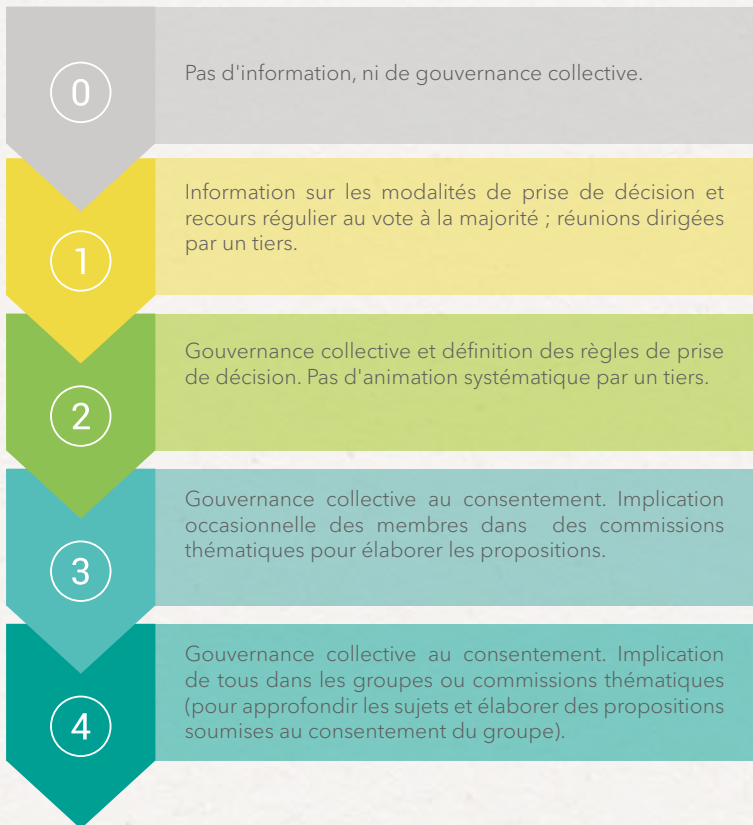 0
Pas d'information, ni de gouvernance collective.
1
Information sur les modalités de prise de décision et
recours régulier au vote à la majorité ; réunions dirigées
par un tiers.
2
Gouvernance collective et définition des règles de prise
de décision. Pas d'animation systématique par un tiers.
3
Gouvernance collective au consentement. Implication
occasionnelle des membres dans des commissions
thématiques pour élaborer les propositions.
4
Gouvernance collective au consentement. Implication
de tous dans les groupes ou commissions thématiques
(pour approfondir les sujets et élaborer des propositions
soumises au consentement du groupe).